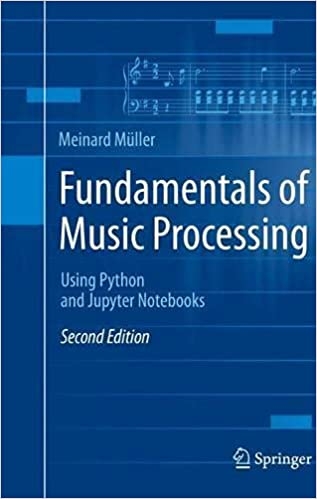 Meinard Müller
Fundamentals of
Music Processing
Using Python
and Jupyter Notebooks
Second Edition
Springer